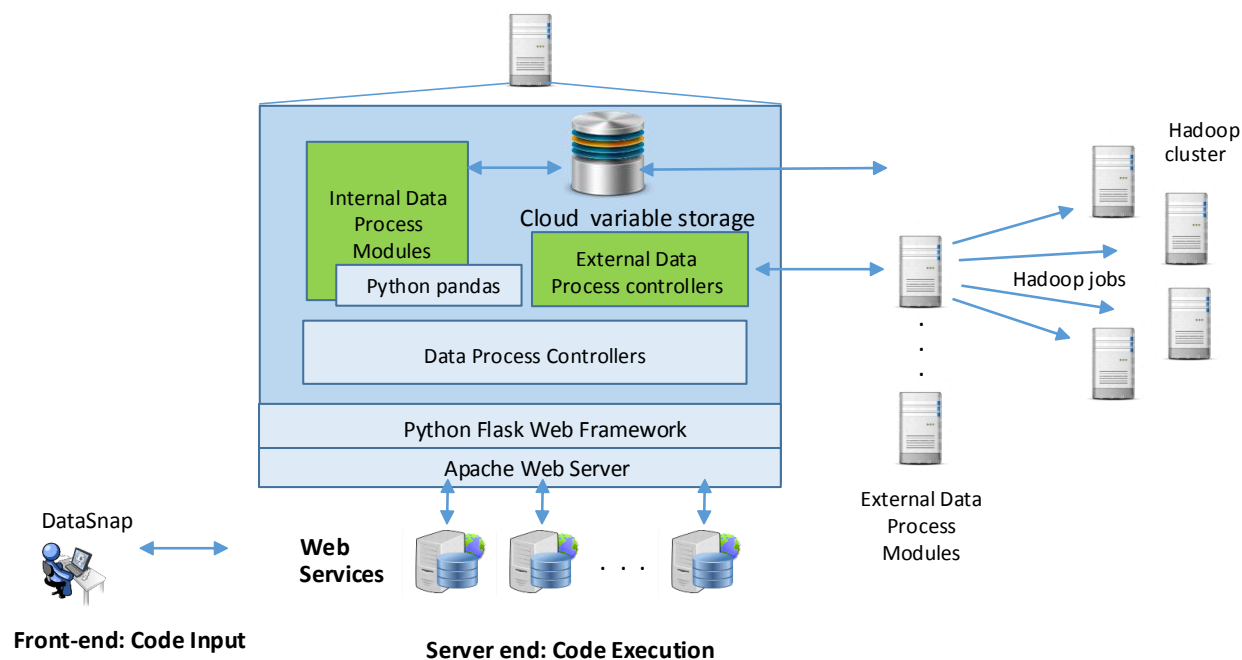 Hadoop
cluster
Internal Data
Process
Modules
Cloud variable storage
Python pandas
External Data
Process controllers
Hadoop jobs
Data Process Controllers
Python Flask Web Framework
Apache Web Server
External Data
Process
Modules
DataSnap
Web
Services
. . .
Front-end: Code Input
Server end: Code Execution